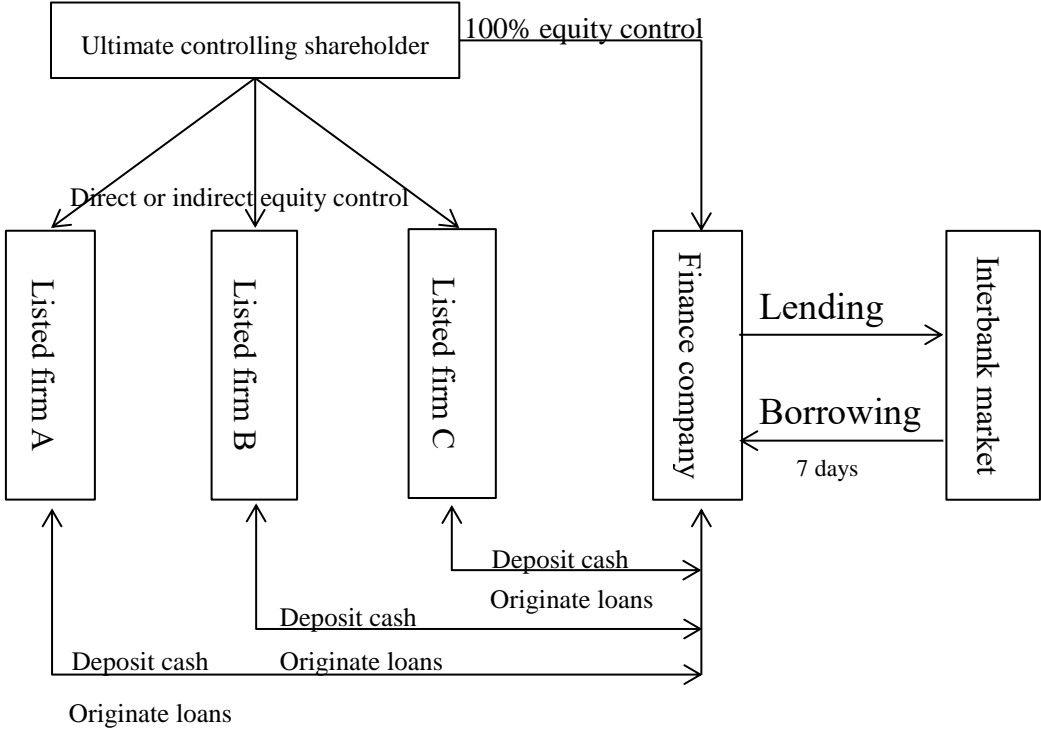 100% equity control
Ultimate controlling shareholder
Direct or indirect equity control
Listed firm A
Listed firm B
Listed firm C
Finance company
Interbank market
Lending
Borrowing
7 days
Deposit cash
Originate loans
Deposit cash
Originate loans
Deposit cash
Originate loans